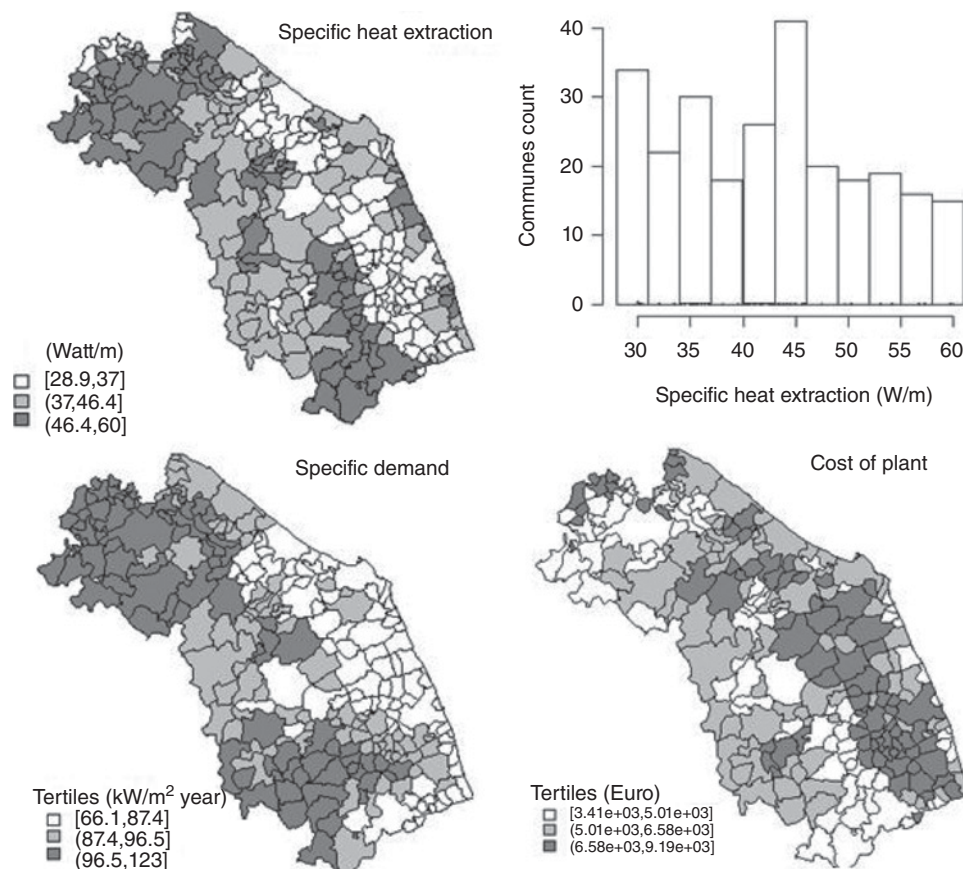 Specific heat extraction
(Watt/m)
[28.9,37]
(37,46.4]
(46.4,60]
Communes count
40
30
20
10
0
30 35 40 45 50 55 60
Specific heat extraction (W/m)
Specific demand
Tertiles (kW/m² year)
[66.1,87.4]
(87.4,96.5]
(96.5,123]
Cost of plant
Tertiles (Euro)
[3.41e+03,5.01e+03]
(5.01e+03,6.58e+03]
(6.58e+03,9.19e+03]